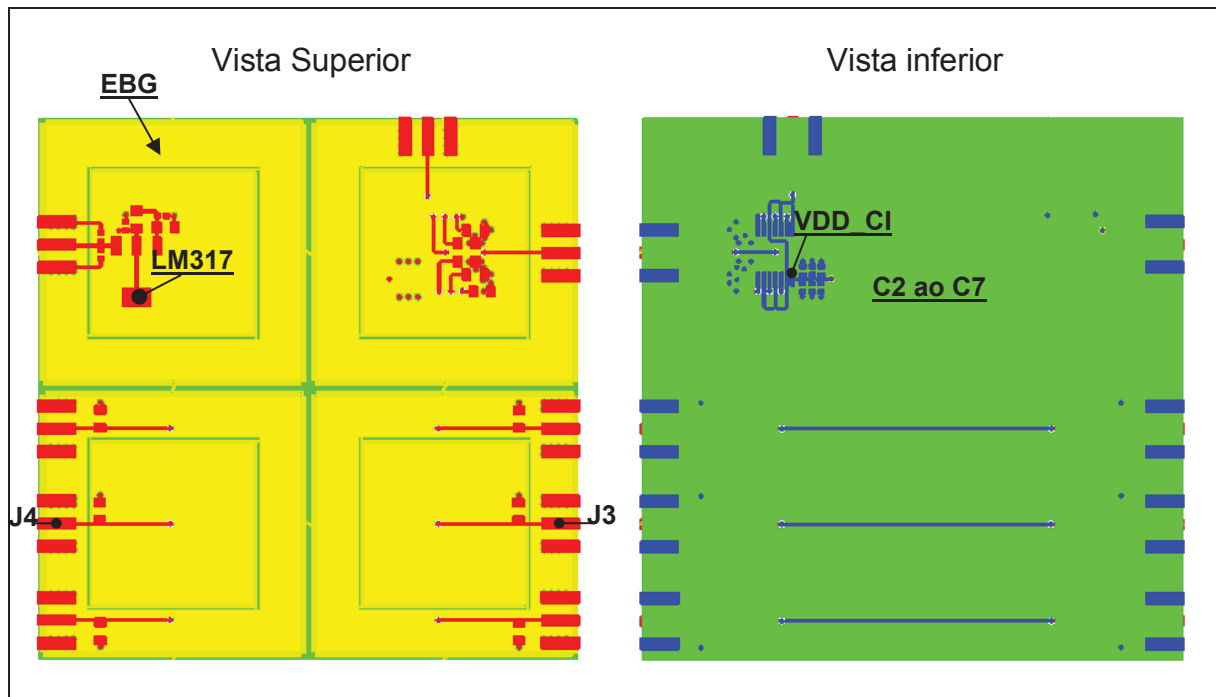 Vista Superior
Vista inferior
EBG
LM317
VDD_CI
C2 ao C7
J4
J3